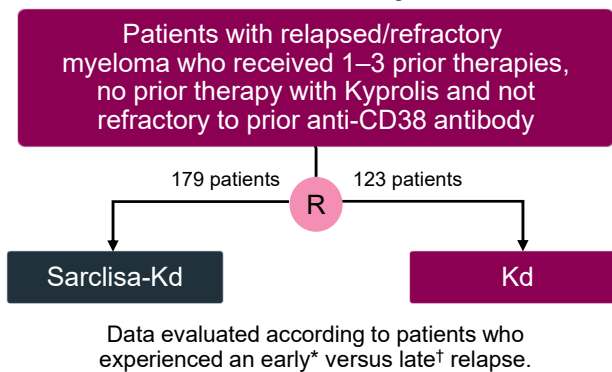 Patients with relapsed/refractory
myeloma who received 1–3 prior therapies,
no prior therapy with Kyprolis and not
refractory to prior anti-CD38 antibody
179 patients
123 patients
R
Sarclisa-Kd
Kd
Data evaluated according to patients who
experienced an early* versus late† relapse.